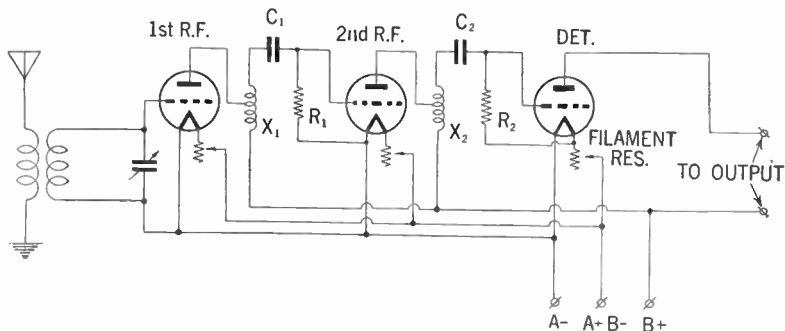 1st R.F.
C1
2nd R.F.
C2
DET.
R1
X1
R2
X2
FILAMENT
RES.
TO OUTPUT
A-
A+ B-
B+